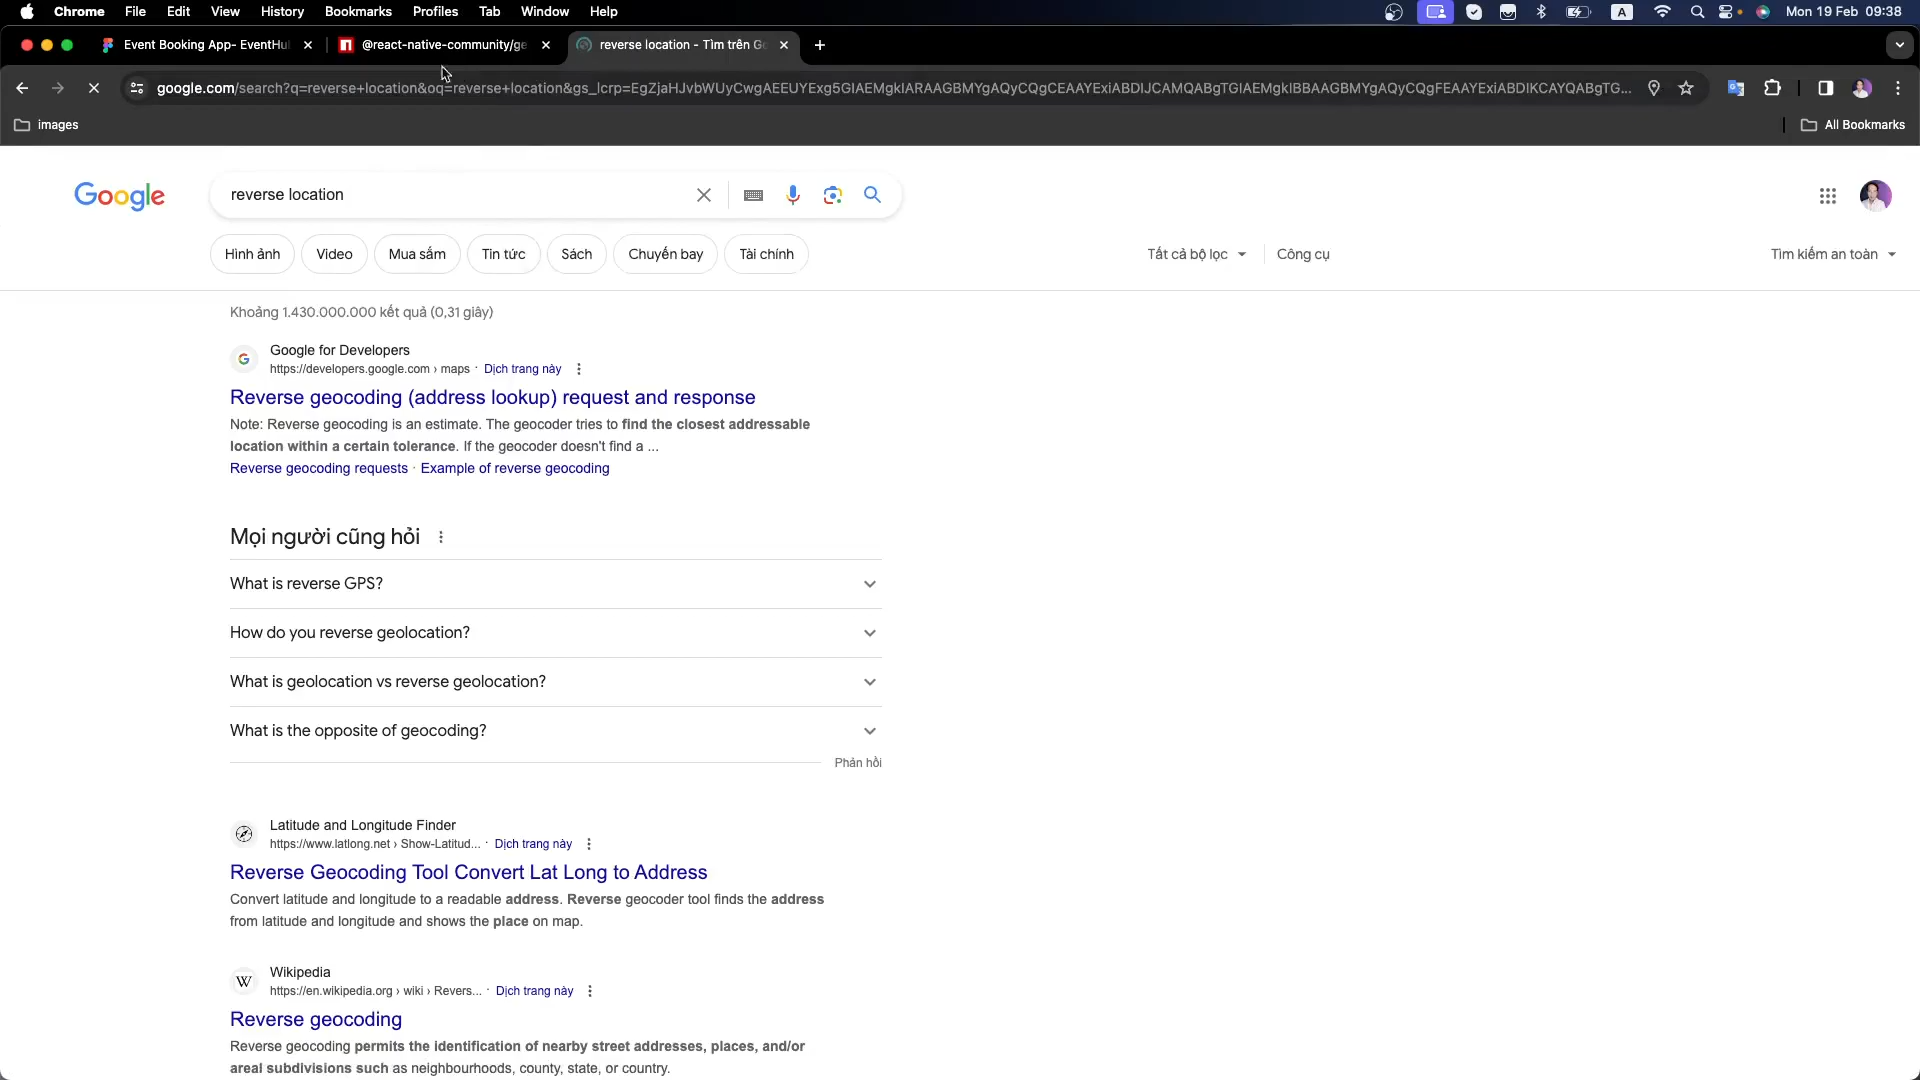 Chrome File Edit View History Bookmarks Profiles Tab Window Help A Mon 19 Feb 09:38
Event Booking App- EventHu @react-native-community/ge reverse location - Tìm trên Go
google.com/search?q=reverse+location&oq=reverse+location&gs_lcrp=EgZjaHJvbWUyCwgAEEUYExg5GIAEMgkIARAAGBMYgAQyCQgCEAAYExiABDIJCAMQABgTGIAEMgkIBBAAGBMYgAQyCQgFEAAYExiABDIKCAYQABgTG...
images All Bookmarks
Google reverse location
Hình ảnh Video Mua sắm Tin tức Sách Chuyến bay Tài chính Tất cả bộ lọc Công cụ Tìm kiếm an toàn
Khoảng 1.430.000.000 kết quả (0,31 giây)
Google for Developers
https://developers.google.com › maps · Dịch trang này
Reverse geocoding (address lookup) request and response
Note: Reverse geocoding is an estimate. The geocoder tries to find the closest addressable
location within a certain tolerance. If the geocoder doesn't find a ...
Reverse geocoding requests · Example of reverse geocoding
Mọi người cũng hỏi
What is reverse GPS?
How do you reverse geolocation?
What is geolocation vs reverse geolocation?
What is the opposite of geocoding?
Phản hồi
Latitude and Longitude Finder
https://www.latlong.net › Show-Latitud... · Dịch trang này
Reverse Geocoding Tool Convert Lat Long to Address
Convert latitude and longitude to a readable address. Reverse geocoder tool finds the address
from latitude and longitude and shows the place on map.
W Wikipedia
https://en.wikipedia.org › wiki › Revers... · Dịch trang này
Reverse geocoding
Reverse geocoding permits the identification of nearby street addresses, places, and/or
areal subdivisions such as neighbourhoods, county, state, or country.